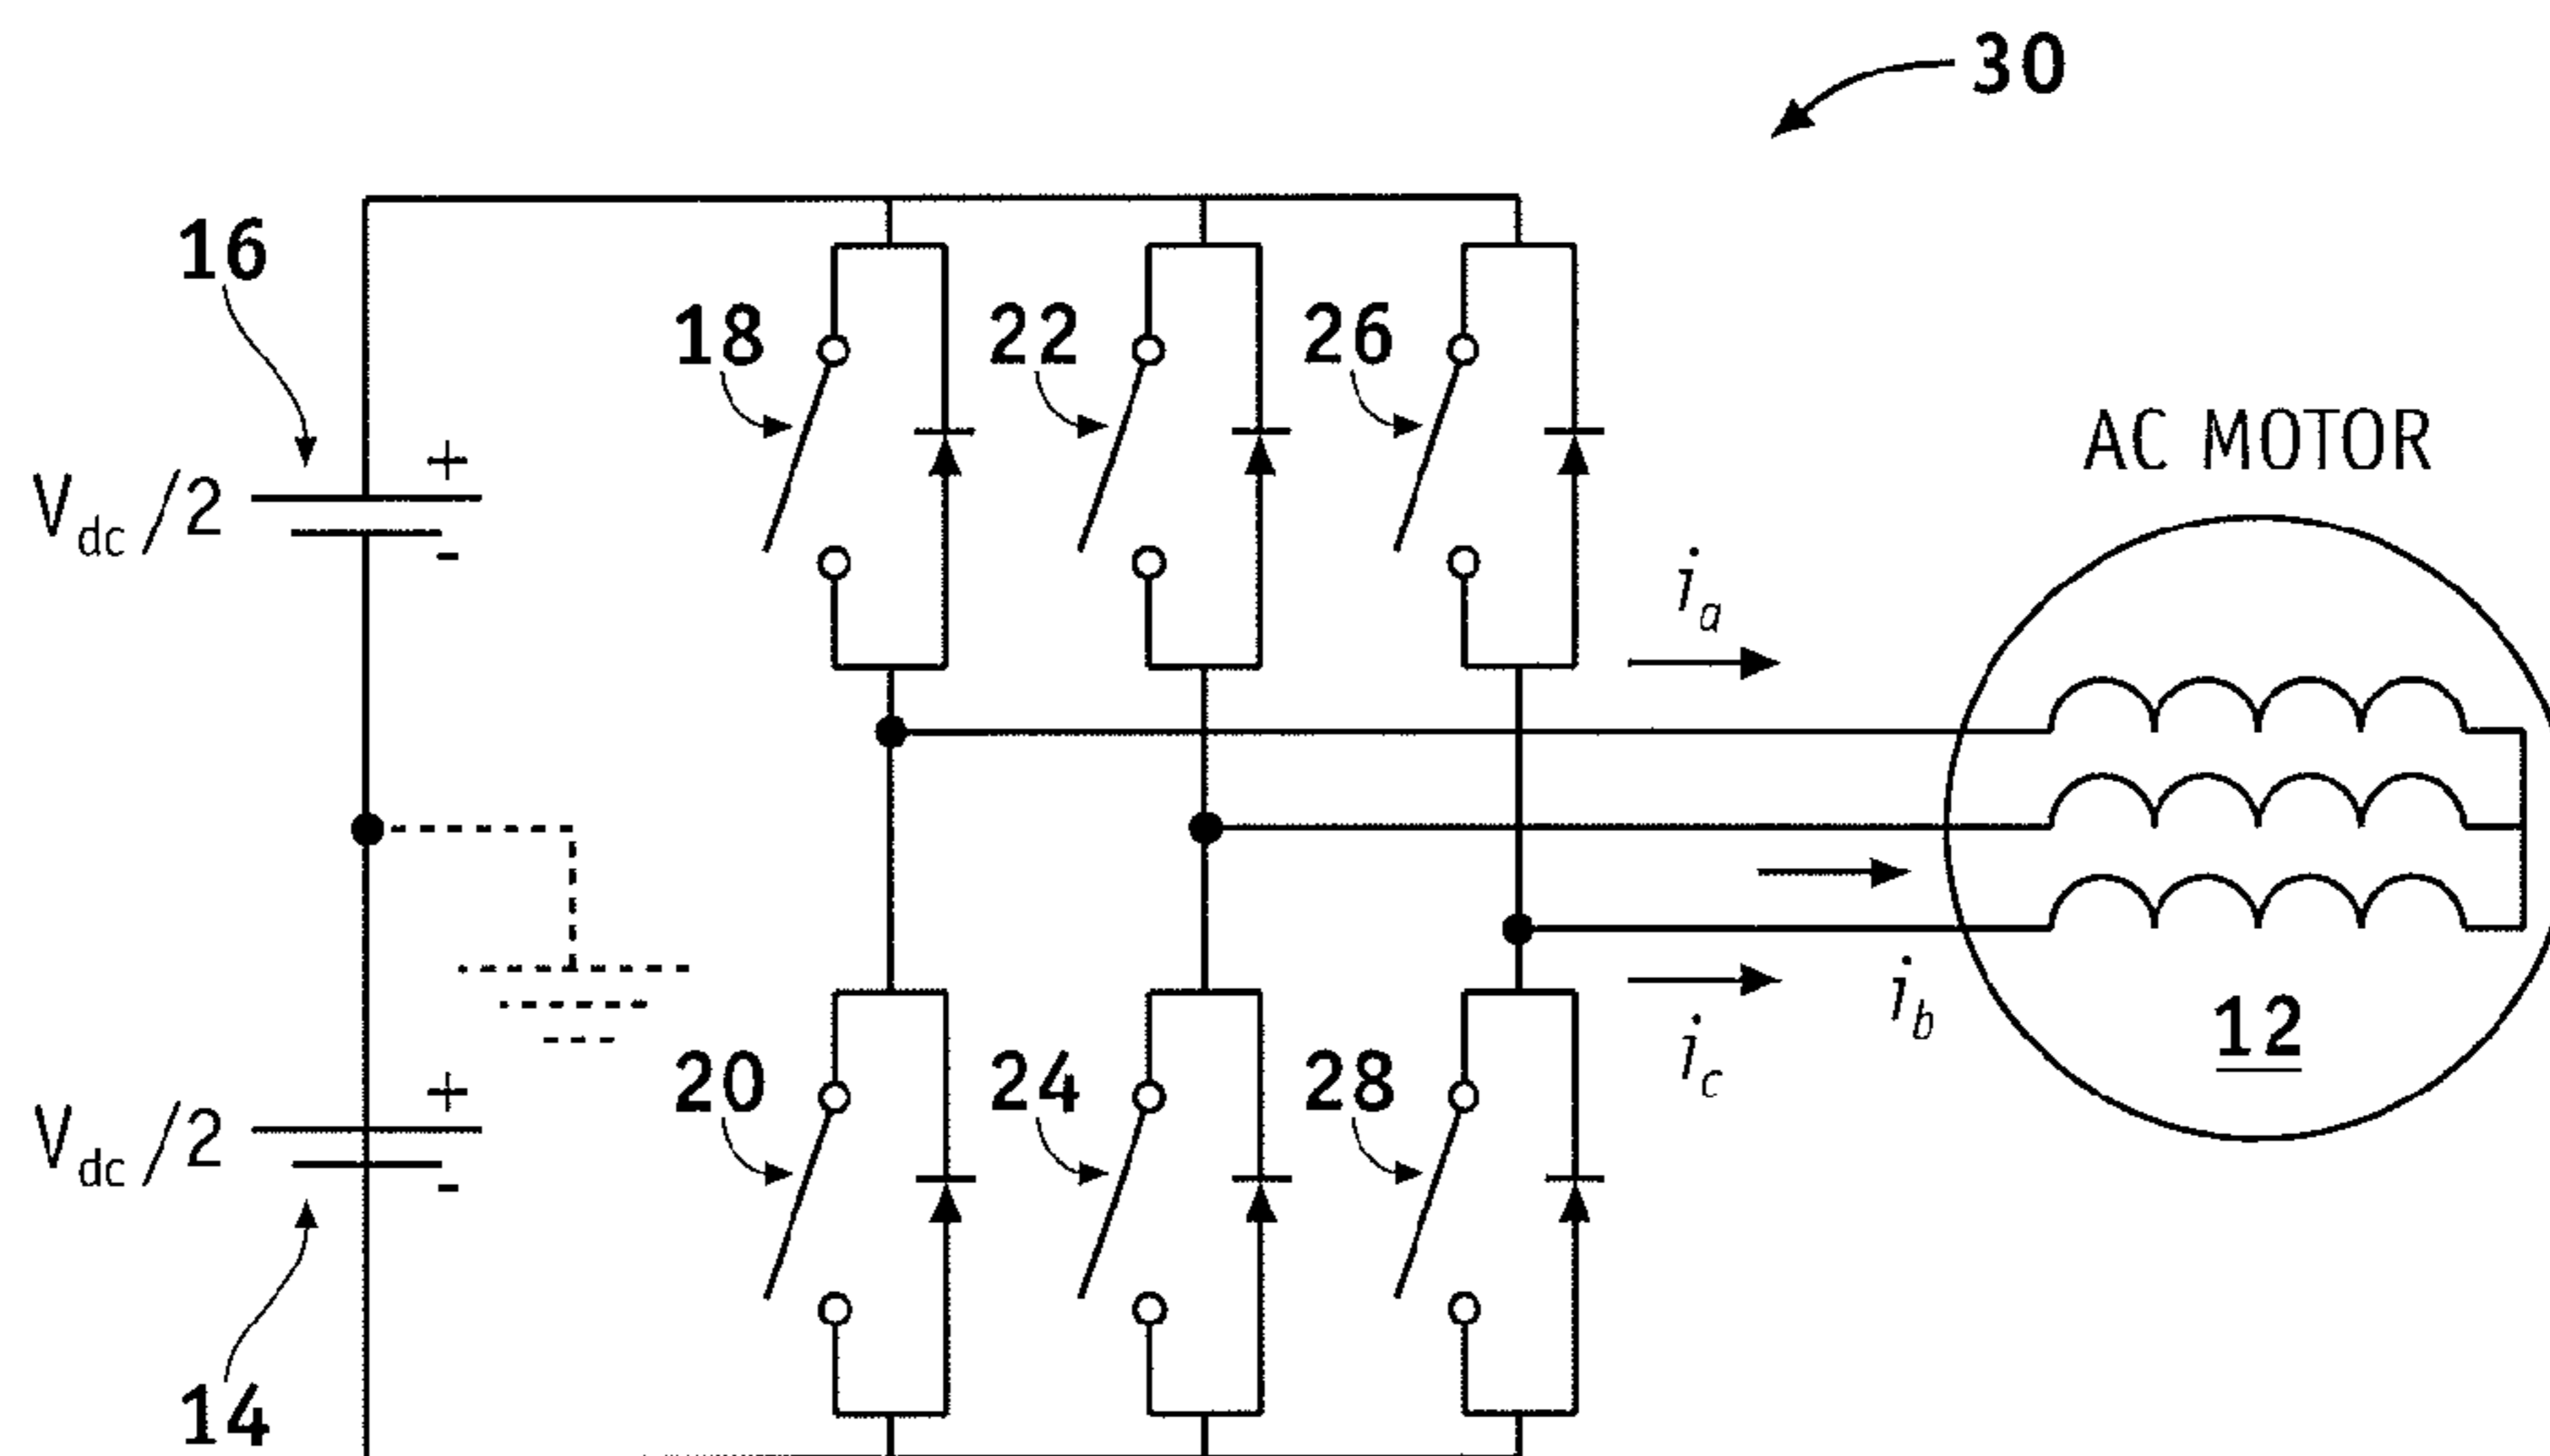 30
16
18
22
26
AC MOTOR
+
V_dc/2
-
i_a
i_b
12
i_c
20
24
28
+
V_dc/2
-
14